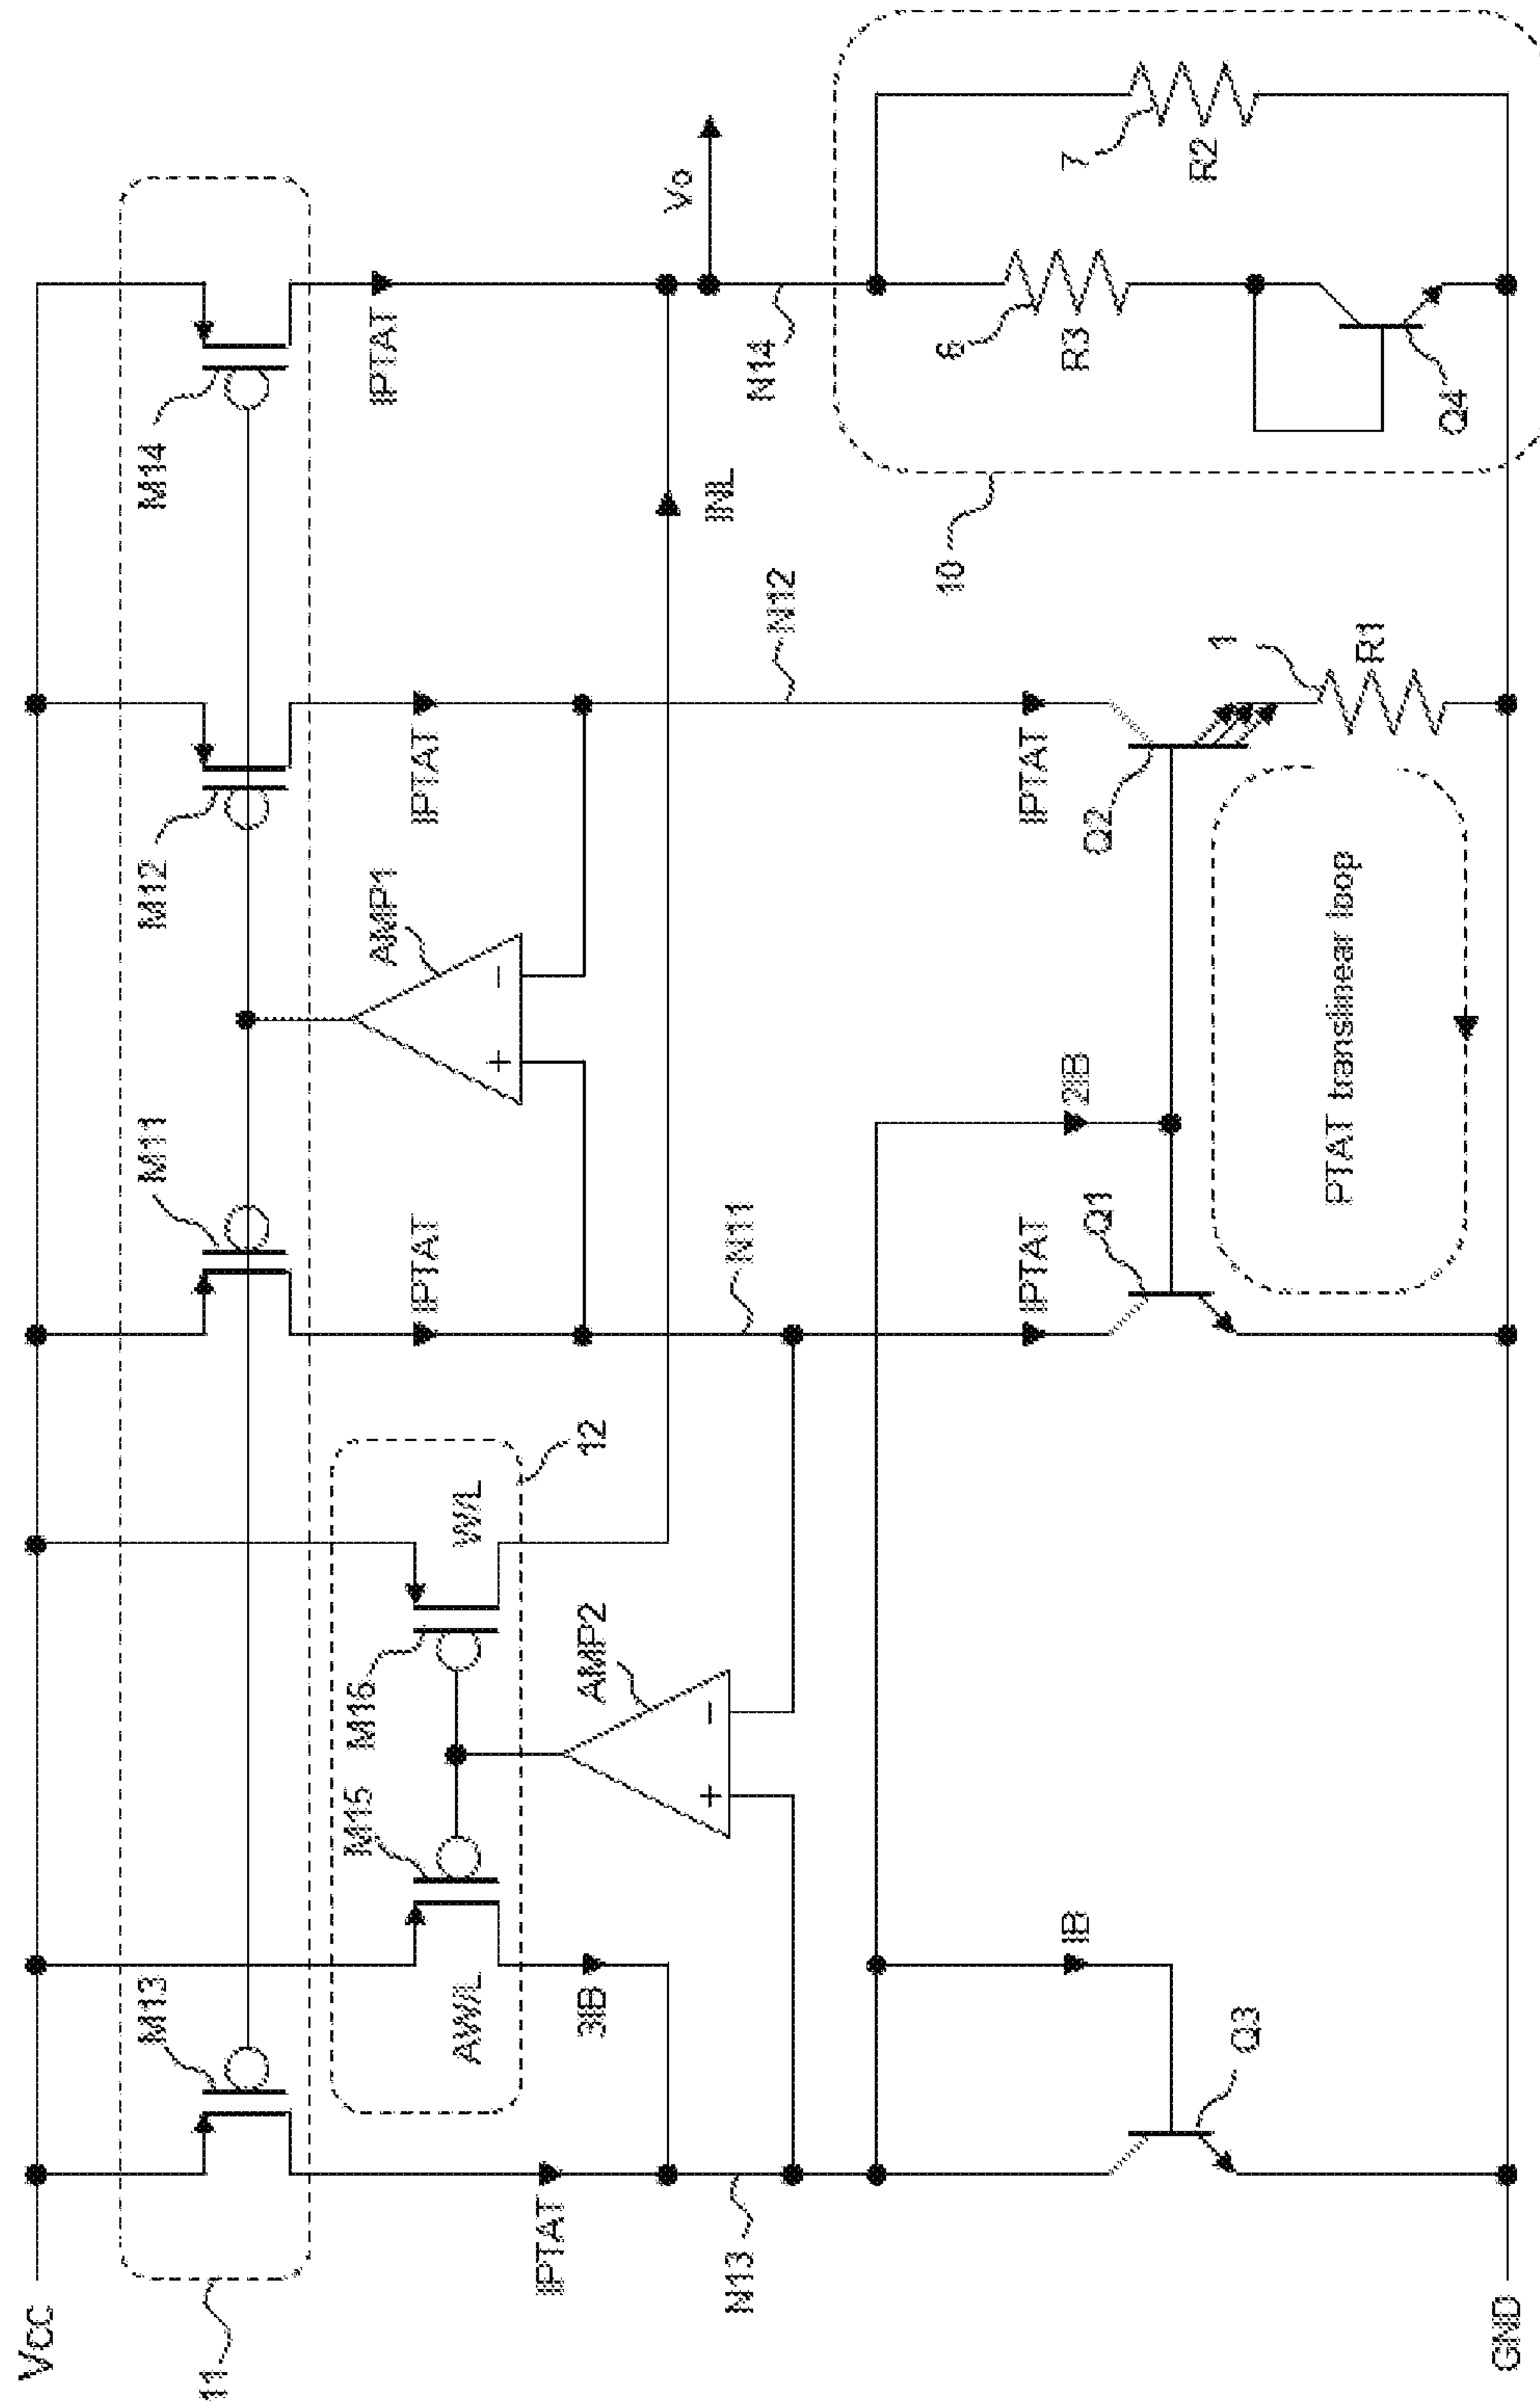 Vcc
11
M13
M11
M12
M14
IPTAT
3IB
AW/L
M15
M16
W/L
12
AMP2
+
-
IPTAT
AMP1
+
-
IPTAT
IPTAT
INL
Vo
N13
N11
N12
N14
IB
2IB
IPTAT
IPTAT
Q3
Q1
Q2
PTAT translinear loop
1
R1
10
6
R3
7
R2
Q4
GND